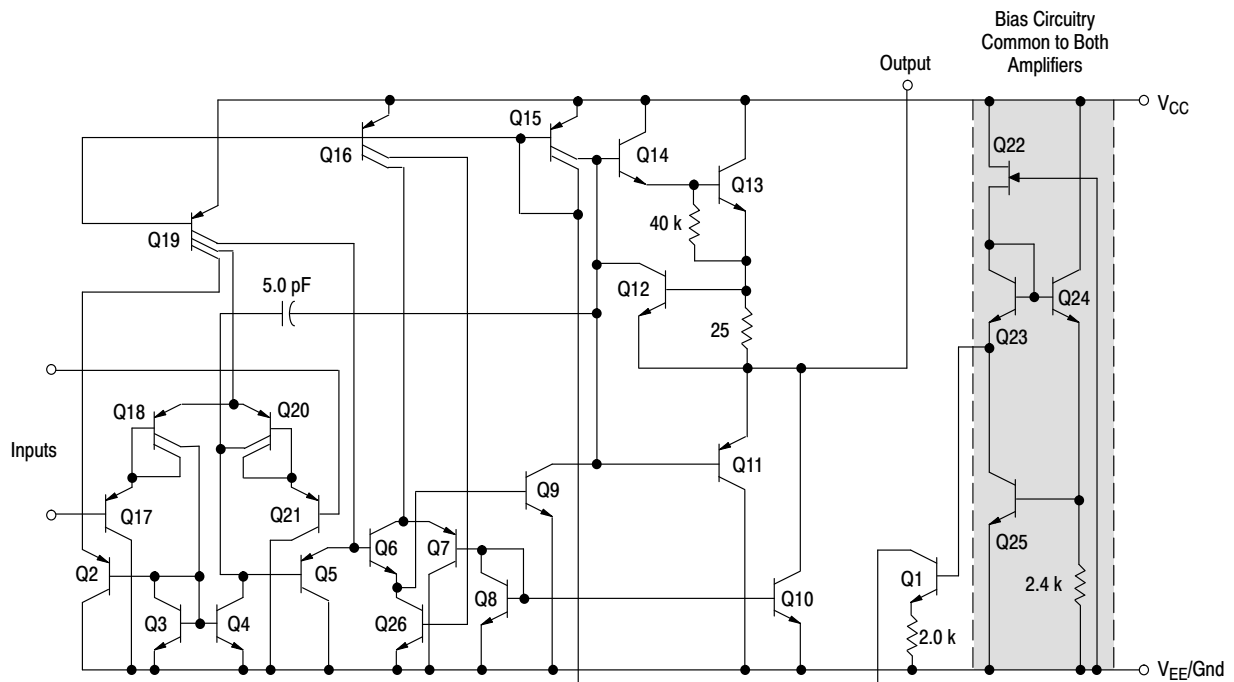 Bias Circuitry
Common to Both
Amplifiers
Output
VCC
Q15
Q14
Q16
Q22
Q13
40 k
Q19
Q12
5.0 pF
25
Q24
Q23
Q18
Q20
Inputs
Q11
Q9
Q17
Q21
Q25
Q6
Q7
Q2
Q5
Q1
2.4 k
Q8
Q10
Q3
Q4
Q26
2.0 k
VEE/Gnd